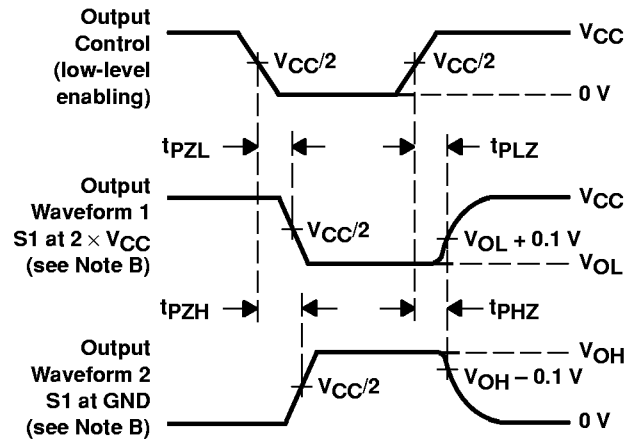 Output
Control
(low-level
enabling)
VCC/2
VCC/2
VCC
0 V
tPZL
tPLZ
Output
Waveform 1
S1 at 2 × VCC
(see Note B)
VCC/2
VCC
VOL + 0.1 V
VOL
tPZH
tPHZ
Output
Waveform 2
S1 at GND
(see Note B)
VCC/2
VOH
VOH – 0.1 V
0 V